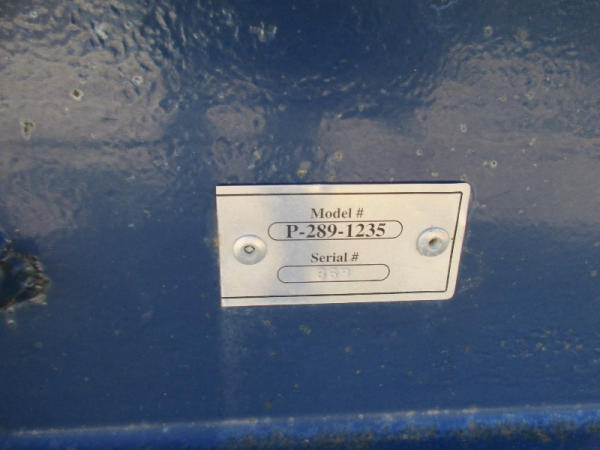 Model #
P-289-1235
Serial #